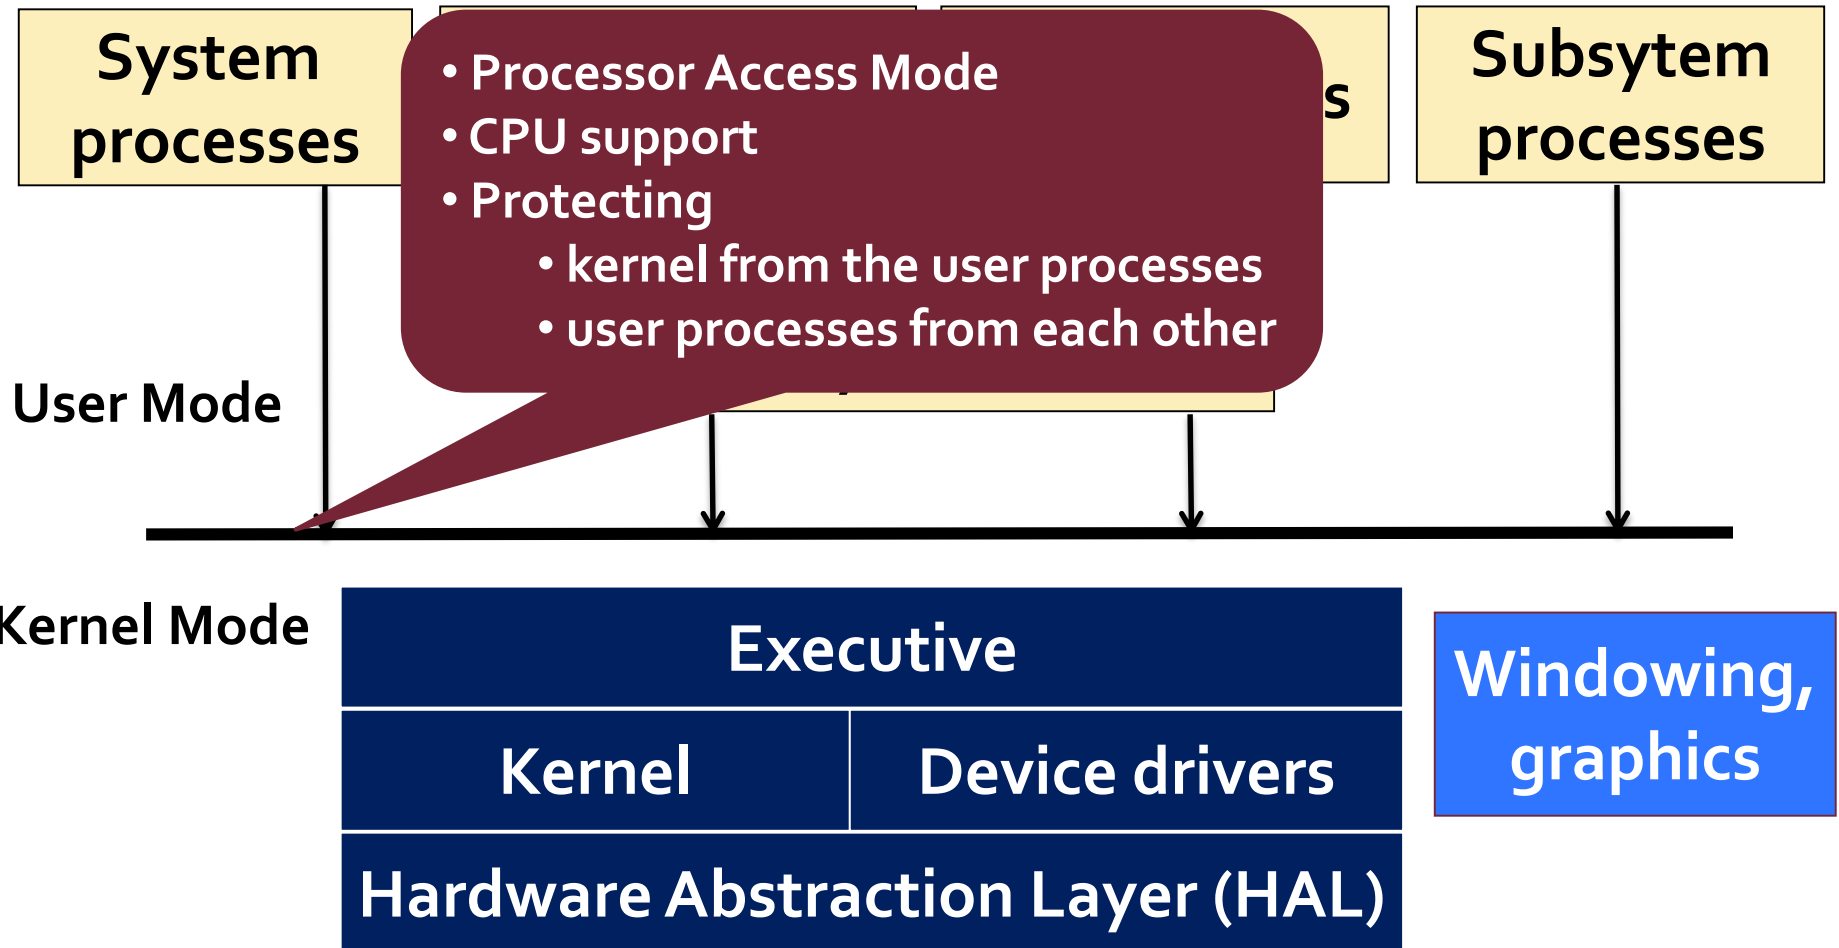 System
processes
• Processor Access Mode
• CPU support
• Protecting
• kernel from the user processes
• user processes from each other
s
Subsytem
processes
User Mode
Kernel Mode
Executive
Kernel
Device drivers
Windowing,
graphics
Hardware Abstraction Layer (HAL)